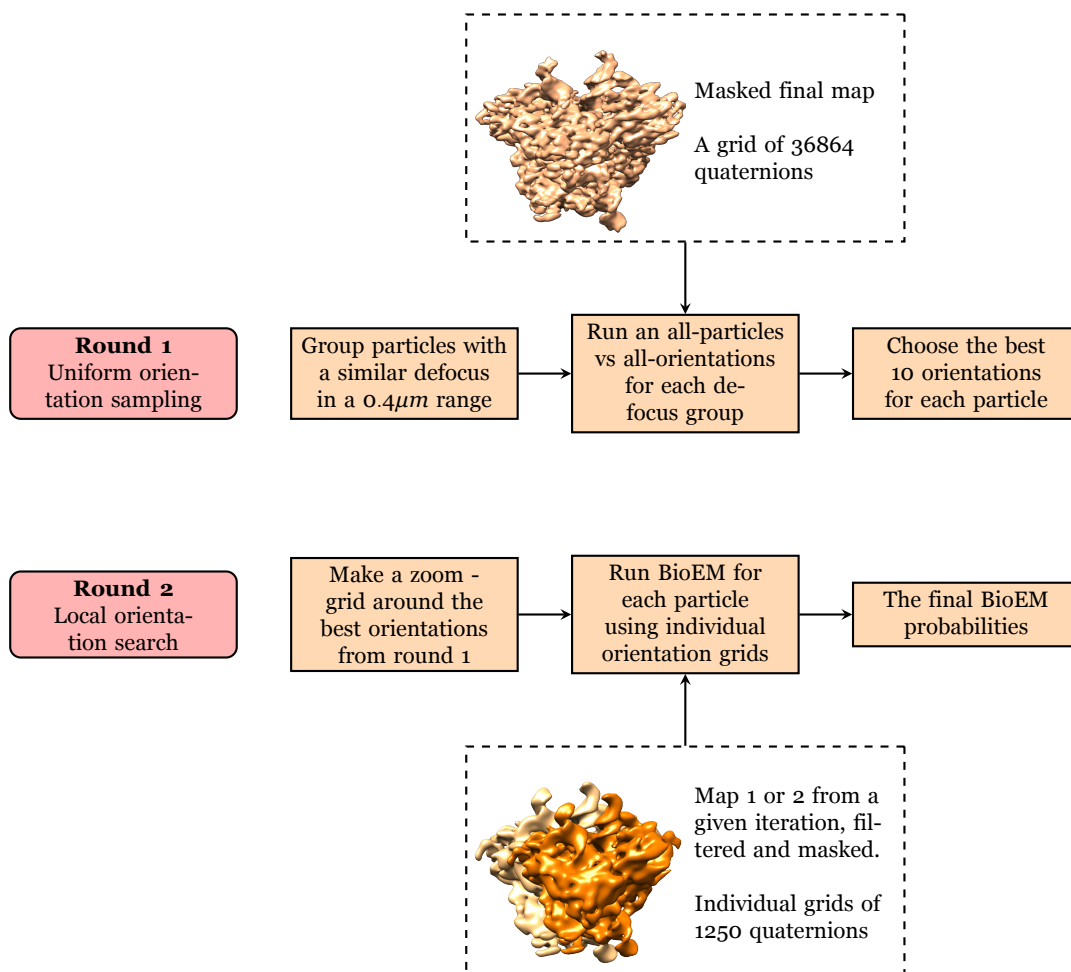 Masked final map
A grid of 36864
quaternions
Round 1
Uniform orien-
tation sampling
Group particles with
a similar defocus
in a 0.4μm range
Run an all-particles
vs all-orientations
for each de-
focus group
Choose the best
10 orientations
for each particle
Round 2
Local orienta-
tion search
Make a zoom -
grid around the
best orientations
from round 1
Run BioEM for
each particle
using individual
orientation grids
The final BioEM
probabilities
Map 1 or 2 from a
given iteration, fil-
tered and masked.
Individual grids of
1250 quaternions